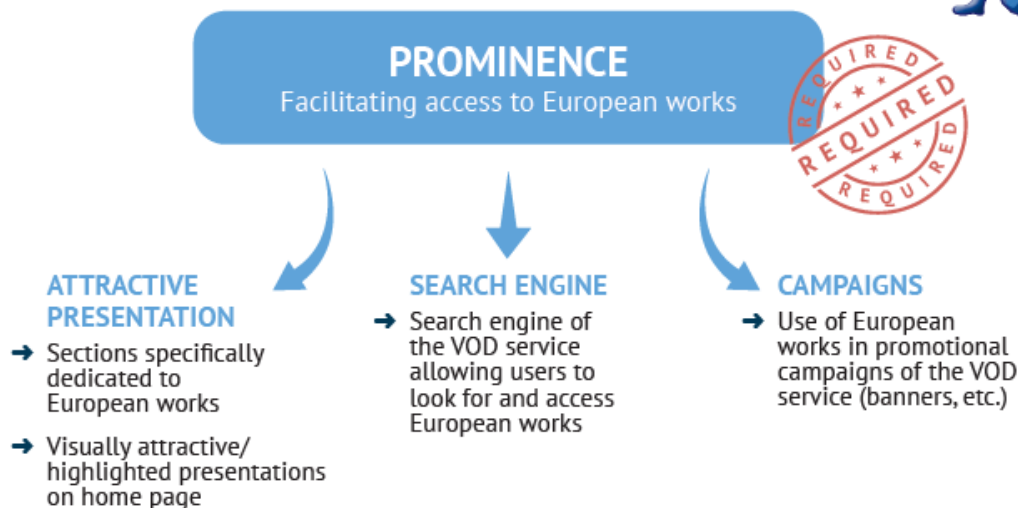 PROMINENCE
Facilitating access to European works
REQUIRED
REQUIRED
REQUIRED
ATTRACTIVE
PRESENTATION
➔ Sections specifically
dedicated to
European works
➔ Visually attractive/
highlighted presentations
on home page
SEARCH ENGINE
➔ Search engine of
the VOD service
allowing users to
look for and access
European works
CAMPAIGNS
➔ Use of European
works in promotional
campaigns of the VOD
service (banners, etc.)